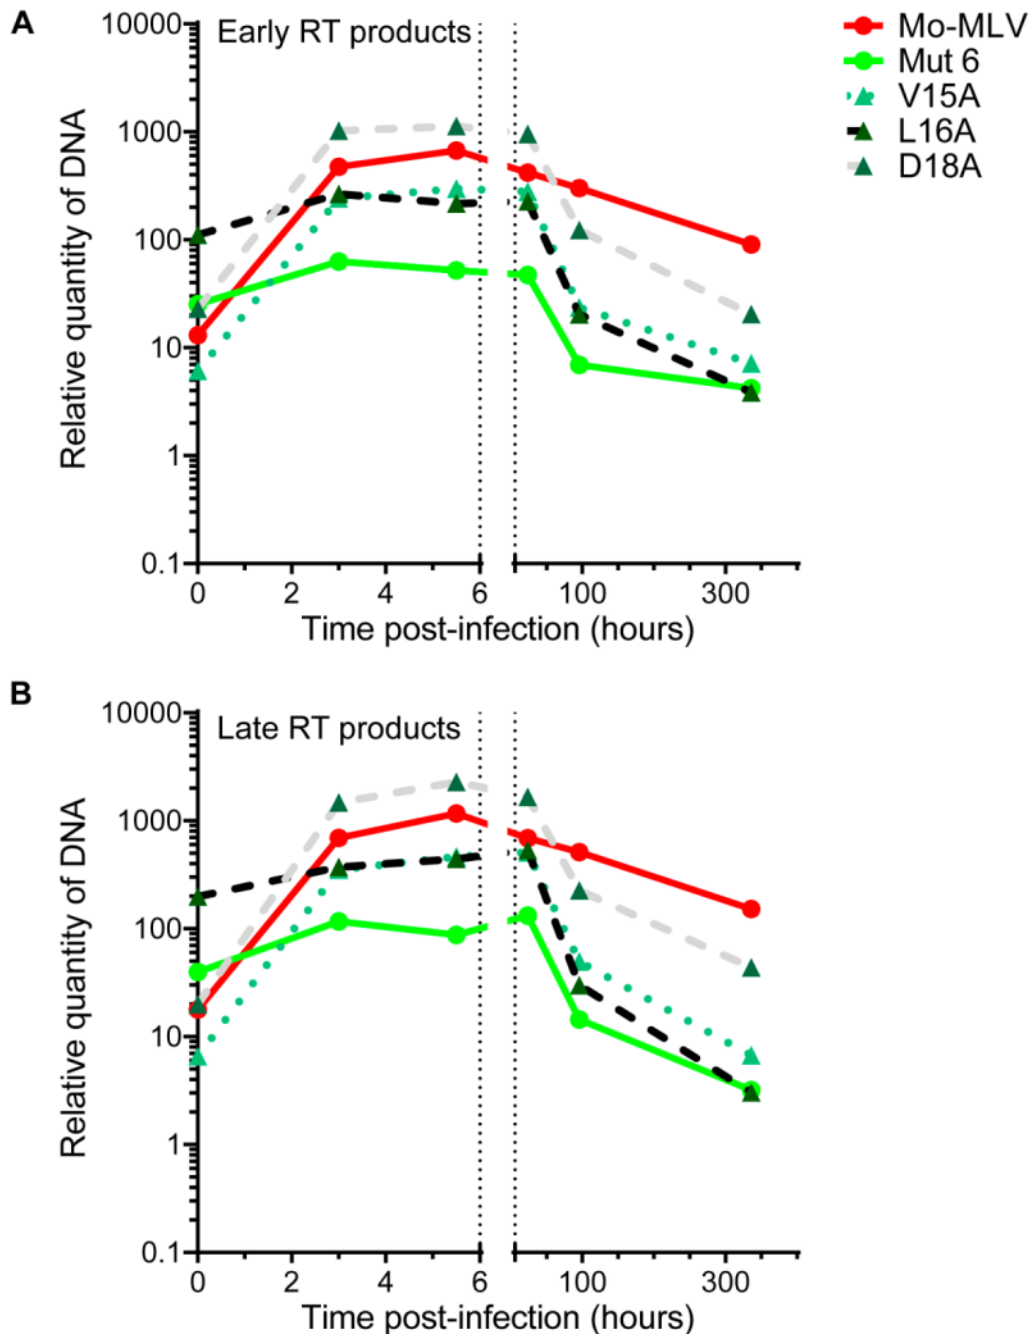 A
Early RT products
10000
1000
100
10
1
0.1
Relative quantity of DNA
0 2 4 6 100 300
Time post-infection (hours)
Mo-MLV
Mut 6
V15A
L16A
D18A
B
Late RT products
10000
1000
100
10
1
0.1
Relative quantity of DNA
0 2 4 6 100 300
Time post-infection (hours)